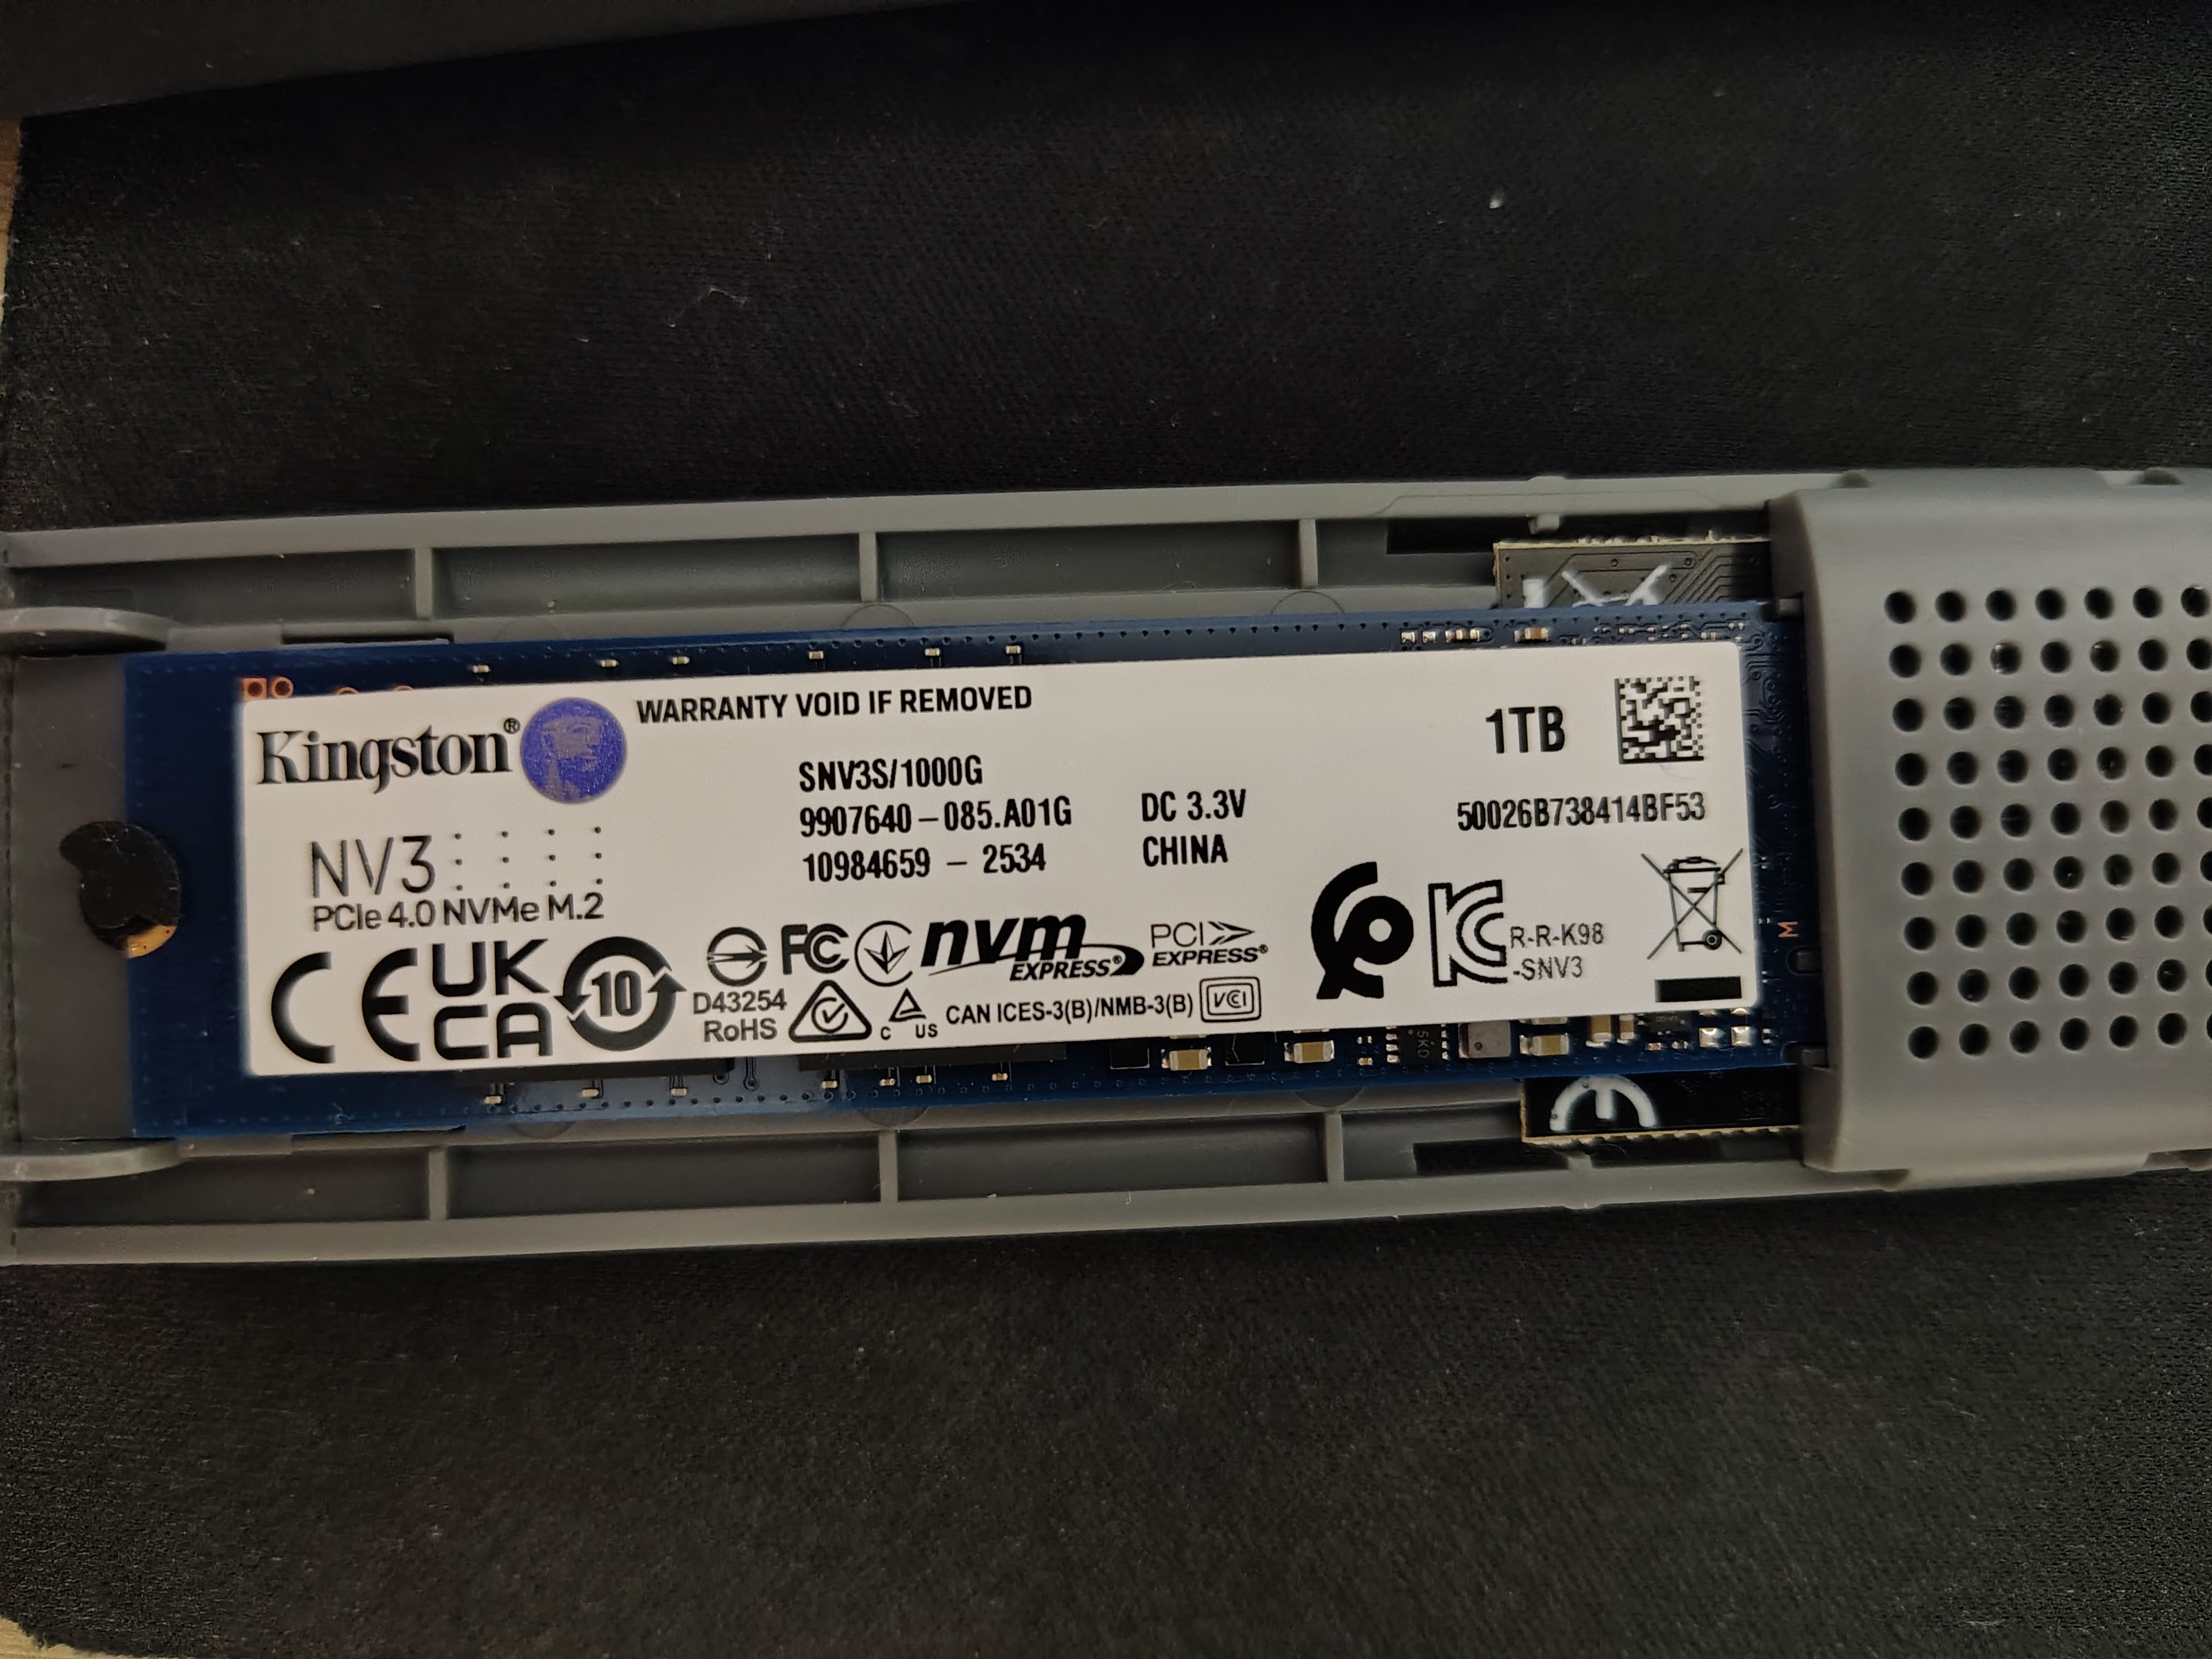 Kingston®
WARRANTY VOID IF REMOVED
1TB
SNV3S/1000G
9907640-085.A01G
DC 3.3V
50026B738414BF53
10984659 - 2534
CHINA
NV3
PCIe 4.0 NVMe M.2
CE
UK
CA
10
D43254
RoHS
FC
nvm
EXPRESS®
PCI
EXPRESS®
C US
CAN ICES-3(B)/NMB-3(B)
VCI
KC
R-R-K98
-SNV3
M